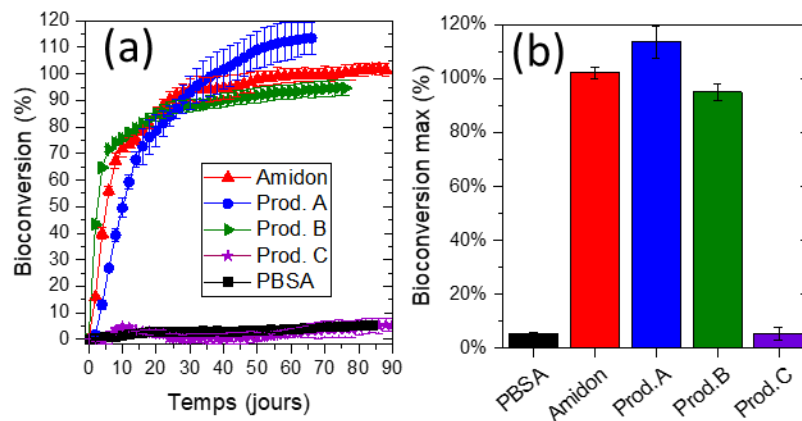 (a)
Bioconversion (%)
120
110
100
90
80
70
60
50
40
30
20
10
0
Amidon
Prod. A
Prod. B
Prod. C
PBSA
0 10 20 30 40 50 60 70 80 90
Temps (jours)
(b)
Bioconversion max (%)
120%
100%
80%
60%
40%
20%
0%
PBSA Amidon Prod.A Prod.B Prod.C